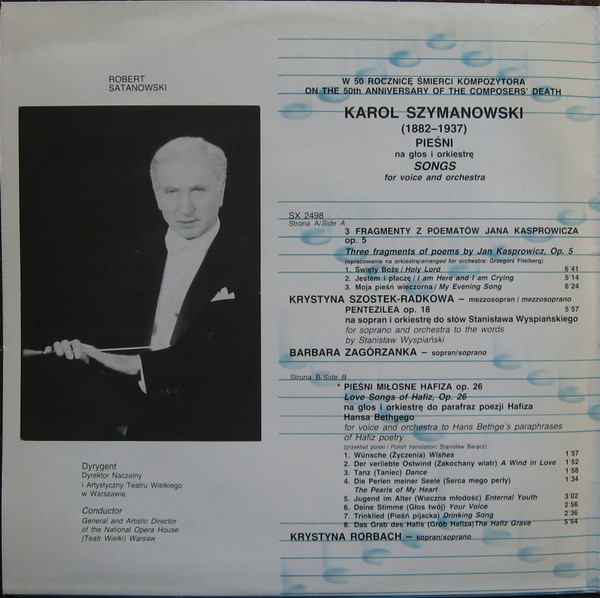 ROBERT
SATANOWSKI
Dyrygent
Dyrektor Naczelny
i Artystyczny Teatru Wielkiego
w Warszawie
Conductor
General and Artistic Director
of the National Opera House
(Teatr Wielki) Warsaw
W 50 ROCZNICĘ ŚMIERCI KOMPOZYTORA
ON THE 50th ANNIVERSARY OF THE COMPOSERS' DEATH
KAROL SZYMANOWSKI
(1882–1937)
PIEŚNI
na głos i orkiestrę
SONGS
for voice and orchestra
SX 2498
Strona A/Side A
3 FRAGMENTY Z POEMATÓW JANA KASPROWICZA
op. 5
Three fragments of poems by Jan Kasprowicz, Op. 5
(opracowanie na orkiestrę/arranged for orchestra: Grzegorz Fitelberg)
1. Święty Boże / Holy Lord 6'41
2. Jestem i płaczę / I am Here and I am Crying 5'14
3. Moja pieśń wieczorna / My Evening Song 6'24
KRYSTYNA SZOSTEK-RADKOWA – mezzosopran / mezzosoprano
PENTEZILEA op. 18 5'57
na sopran i orkiestrę do słów Stanisława Wyspiańskiego
for soprano and orchestra to the words
by Stanisław Wyspiański
BARBARA ZAGÓRZANKA – sopran/soprano
Strona B/Side B
* PIEŚNI MIŁOSNE HAFIZA op. 26
Love Songs of Hafiz, Op. 26
na głos i orkiestrę do parafraz poezji Hafiza
Hansa Bethgego
for voice and orchestra to Hans Bethge's paraphrases
of Hafiz poetry
(przekład polski / Polish translation: Stanisław Barącz)
1. Wünsche (Życzenia) Wishes 1'57
2. Der verliebte Ostwind (Zakochany wiatr) A Wind in Love 1'52
3. Tanz (Taniec) Dance 1'58
4. Die Perlen meiner Seele (Serca mego perły) 1'34
The Pearls of My Heart
5. Jugend im Alter (Wieczna młodość) Enternal Youth 3'02
6. Deine Stimme (Głos twój) Your Voice 2'56
7. Trinklied (Pieśń pijacka) Drinking Song 2'36
8. Das Grab des Hafis (Grób Hafiza)The Hafiz Grave 5'54
KRYSTYNA RORBACH – sopran/soprano